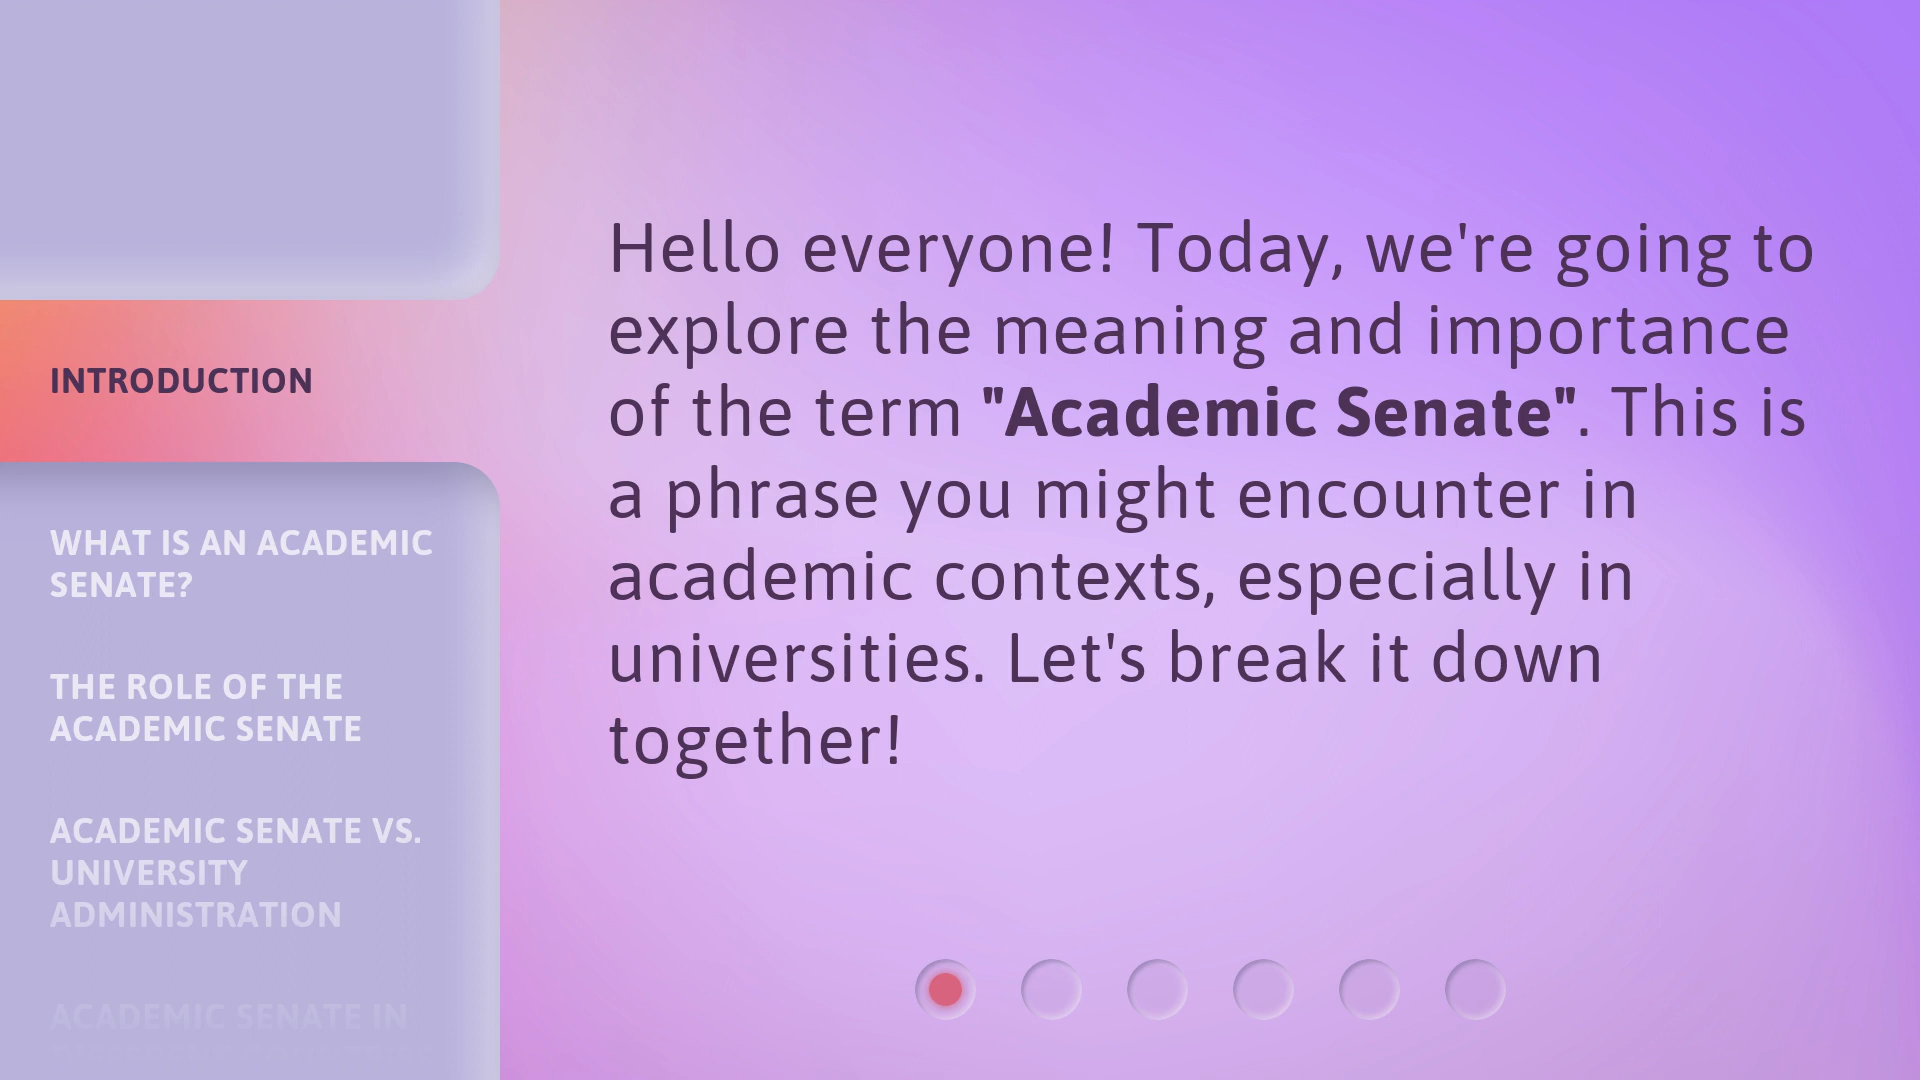 INTRODUCTION
WHAT IS AN ACADEMIC
SENATE?
THE ROLE OF THE
ACADEMIC SENATE
ACADEMIC SENATE VS.
UNIVERSITY
ADMINISTRATION
ACADEMIC SENATE IN
Hello everyone! Today, we're going to
explore the meaning and importance
of the term "Academic Senate". This is
a phrase you might encounter in
academic contexts, especially in
universities. Let's break it down
together!